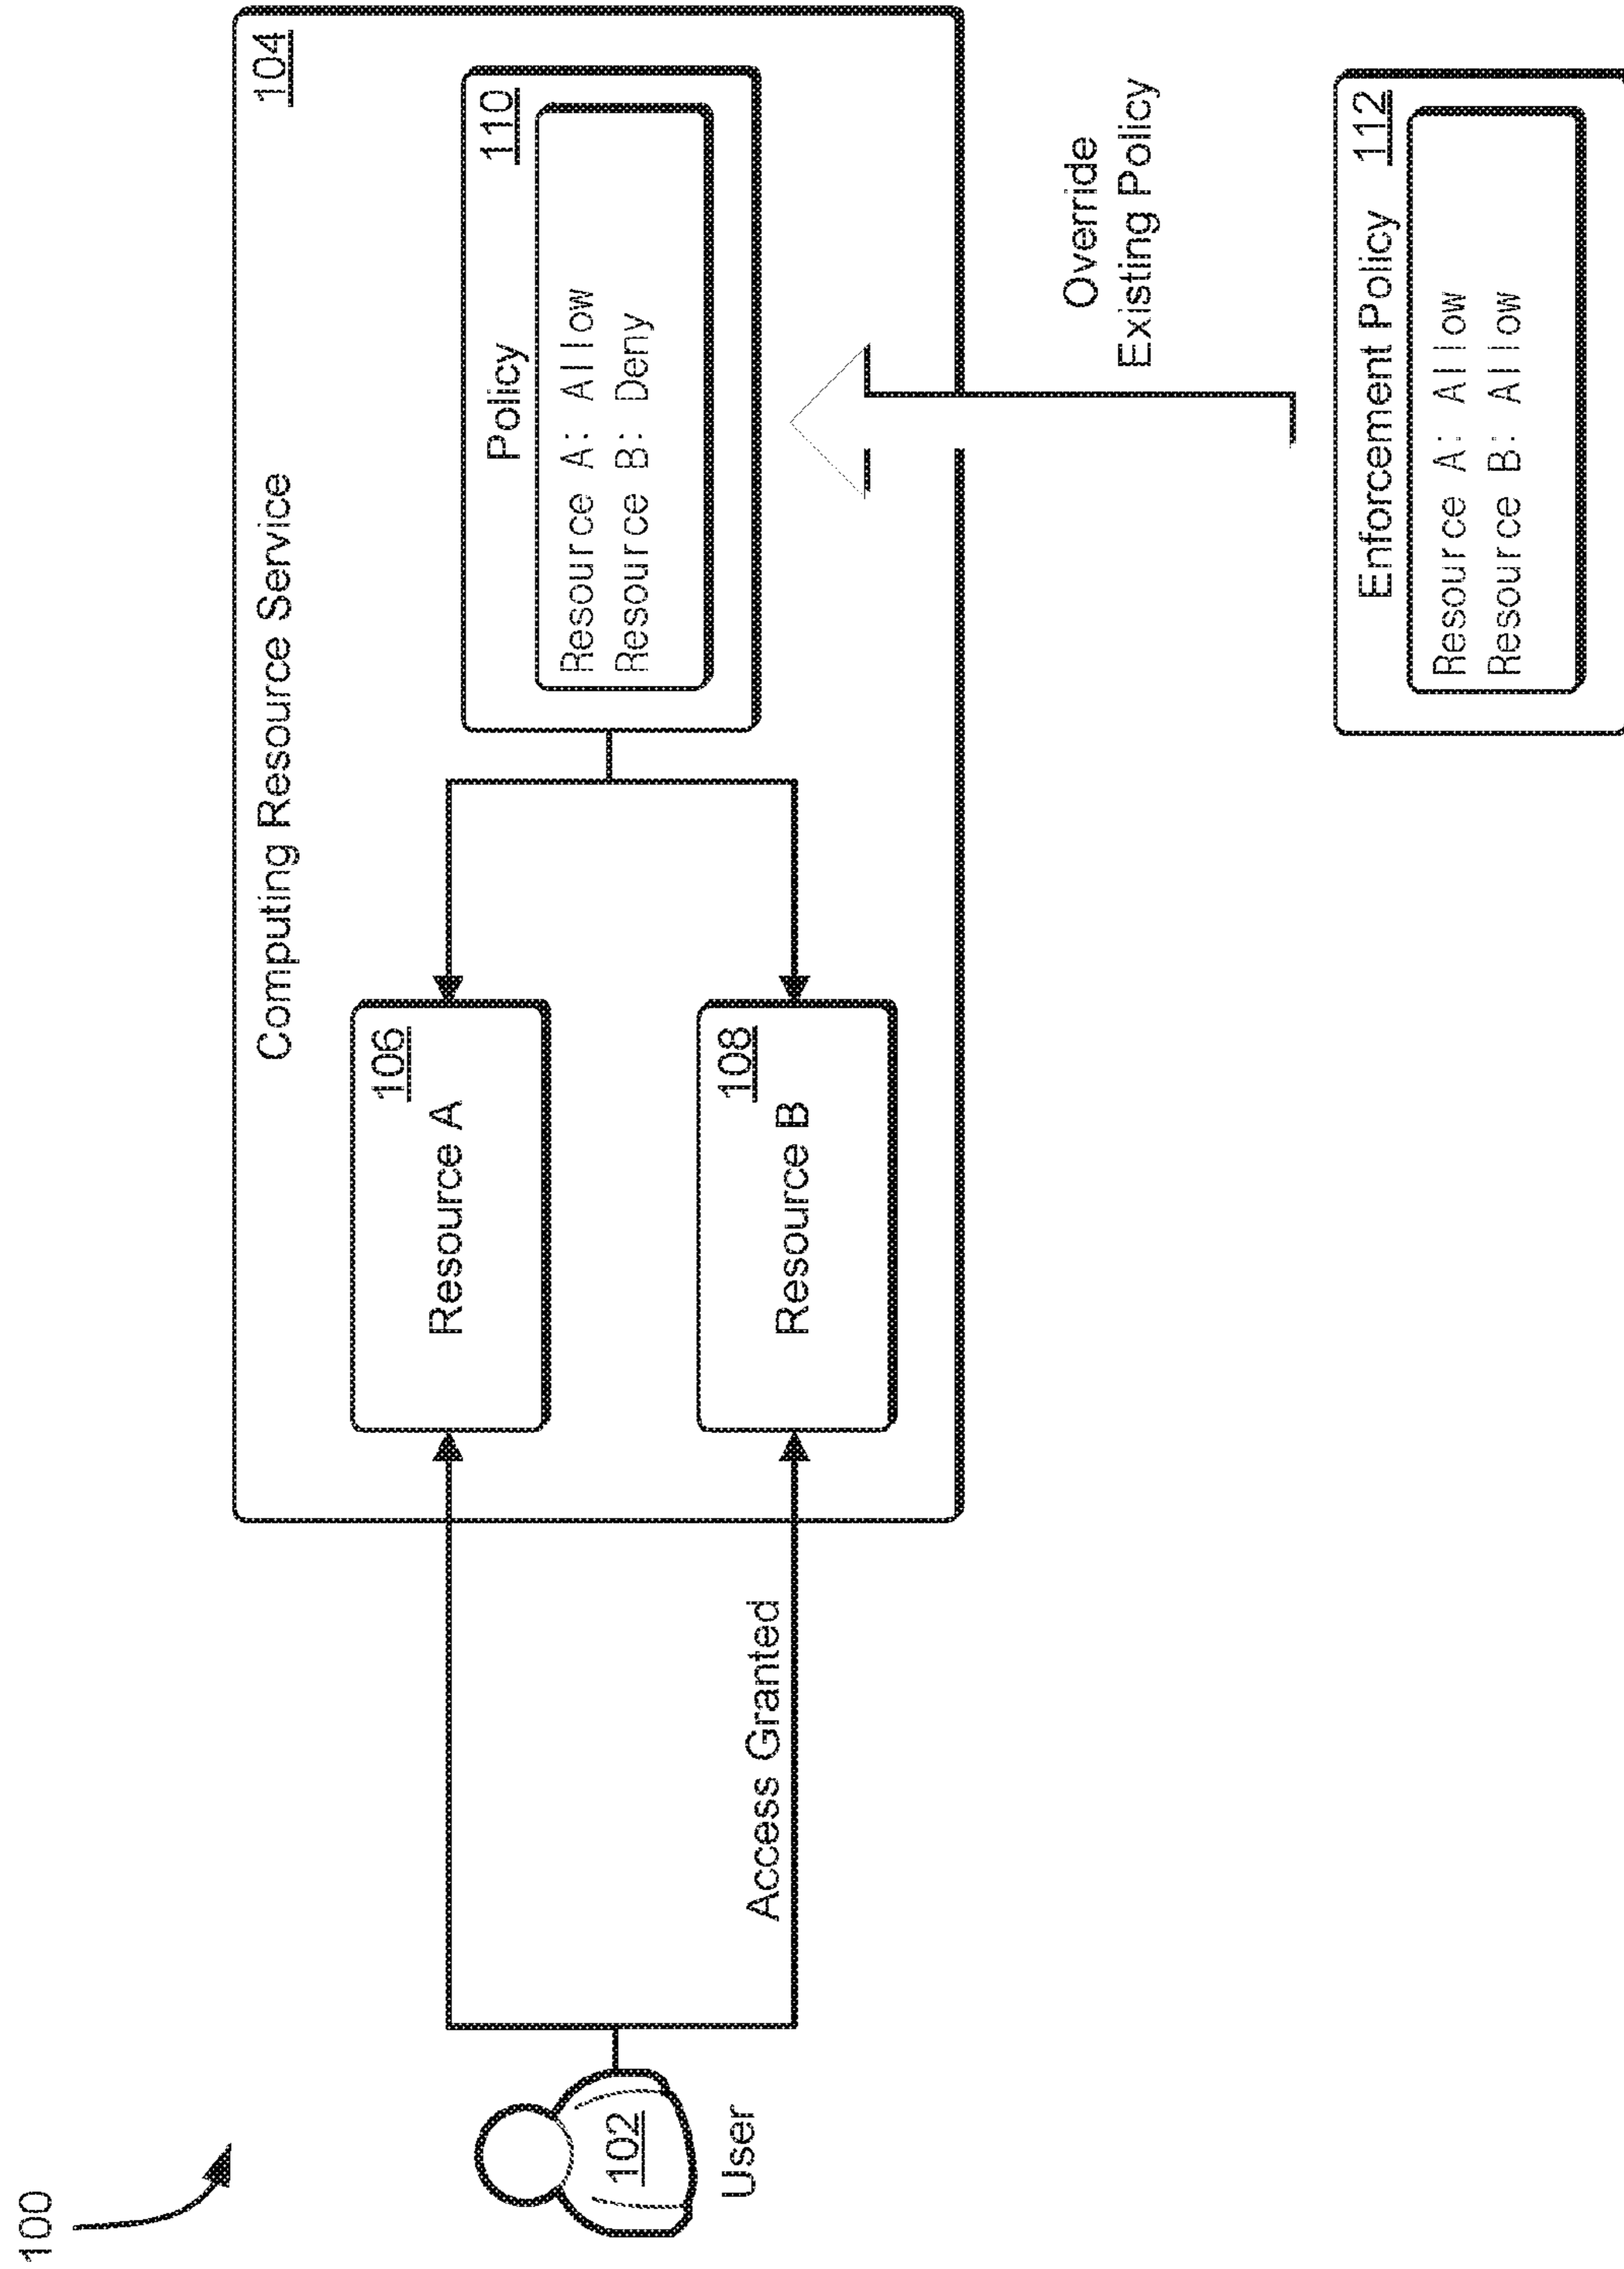 100
Computing Resource Service
104
Policy
110
Resource A: Allow
Resource B: Deny
106
Resource A
108
Resource B
Access Granted
102
User
Override
Existing Policy
Enforcement Policy
112
Resource A: Allow
Resource B: Allow